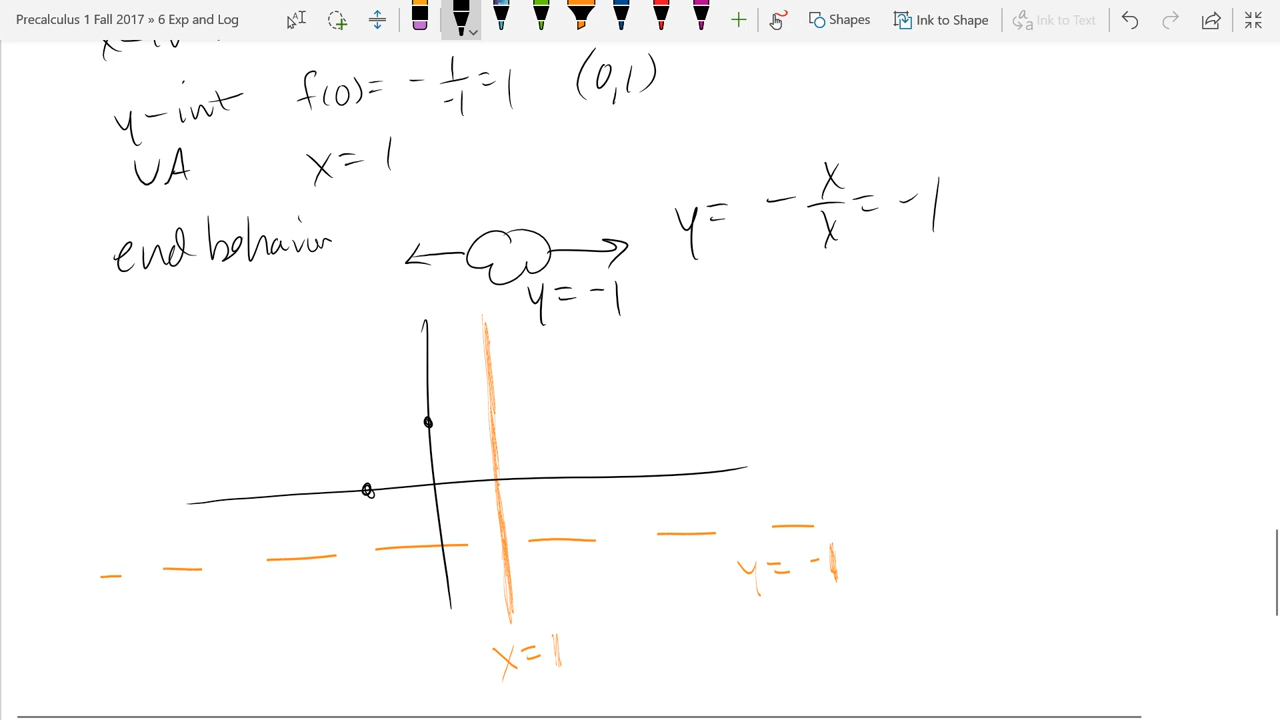 Precalculus 1 Fall 2017 » 6 Exp and Log
Shapes
Ink to Shape
Ink to Text
y-int f(0) = - 1/-1 = 1 (0,1)
VA x = 1
y = - x/x = -1
end behavior
y = -1
y = -1
x = 1